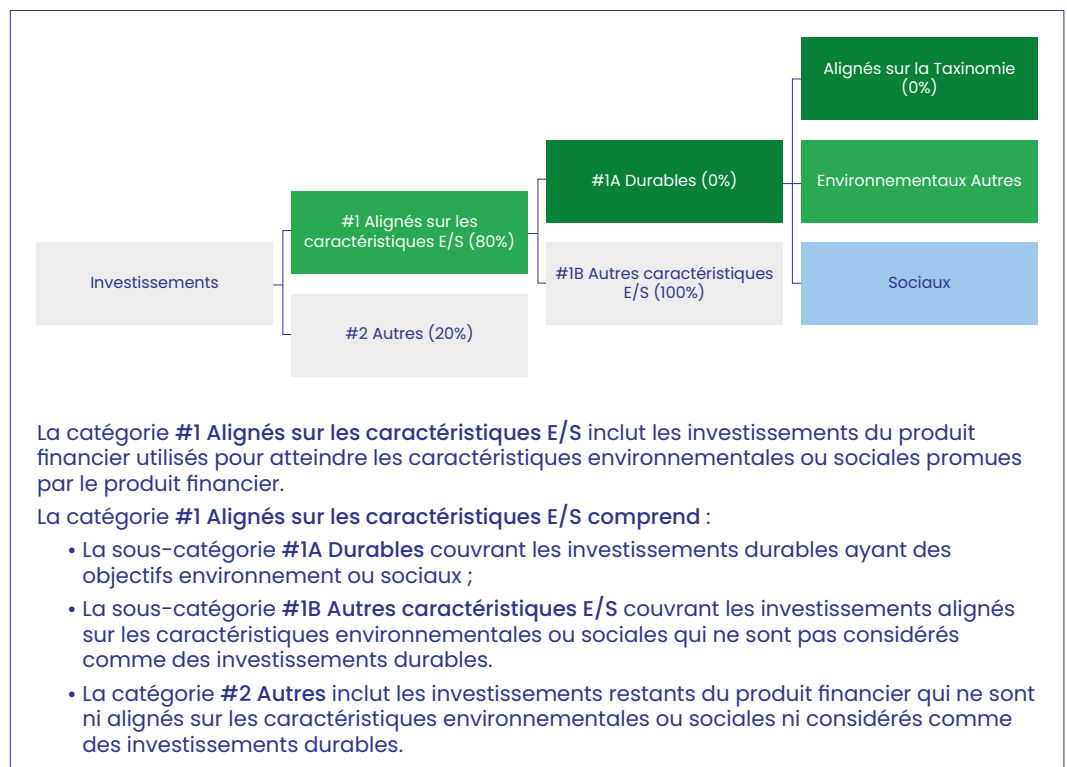 Alignés sur la Taxinomie
(0%)
#1A Durables (0%)
Environnementaux Autres
#1 Alignés sur les
caractéristiques E/S (80%)
Investissements
#1B Autres caractéristiques
E/S (100%)
Sociaux
#2 Autres (20%)
La catégorie #1 Alignés sur les caractéristiques E/S inclut les investissements du produit
financier utilisés pour atteindre les caractéristiques environnementales ou sociales promues
par le produit financier.
La catégorie #1 Alignés sur les caractéristiques E/S comprend :
• La sous-catégorie #1A Durables couvrant les investissements durables ayant des
objectifs environnement ou sociaux ;
• La sous-catégorie #1B Autres caractéristiques E/S couvrant les investissements alignés
sur les caractéristiques environnementales ou sociales qui ne sont pas considérés
comme des investissements durables.
• La catégorie #2 Autres inclut les investissements restants du produit financier qui ne sont
ni alignés sur les caractéristiques environnementales ou sociales ni considérés comme
des investissements durables.